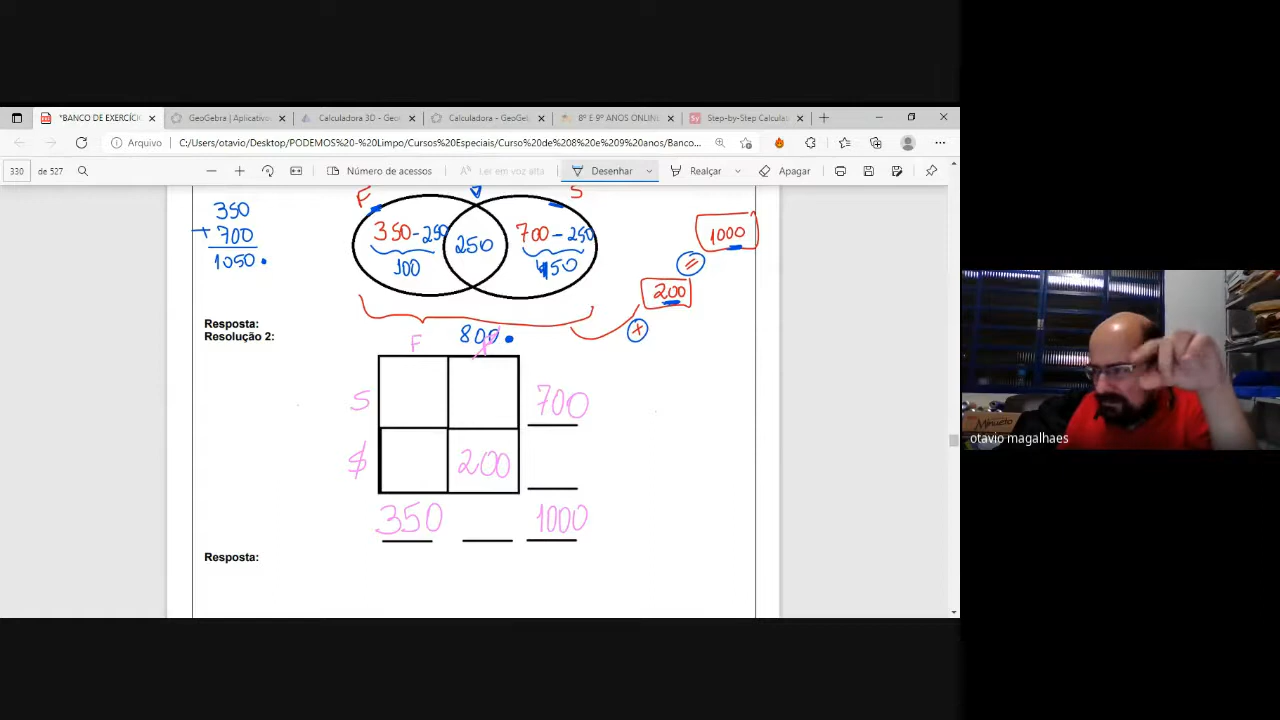 *BANCO DE EXERCÍC
GeoGebra | Aplicativo
Calculadora 3D - Geo
Calculadora - GeoGe
8º E 9º ANOS ONLINE
Sy Step-by-Step Calculat
Arquivo
C:/Users/otavio/Desktop/PODEMOS%20-%20Limpo/Cursos%20Especiais/Curso%20de%208%20e%209%20anos/Banco...
330 de 527
Número de acessos
Ler em voz alta
Desenhar
Realçar
Apagar
F S
350
+ 700
1050
350-250
250
700-250
100
450
1000
=
200
+
800
Resposta:
Resolução 2:
F F
S 700
$ 200
350 1000
Resposta:
MINUETTO
otavio magalhaes